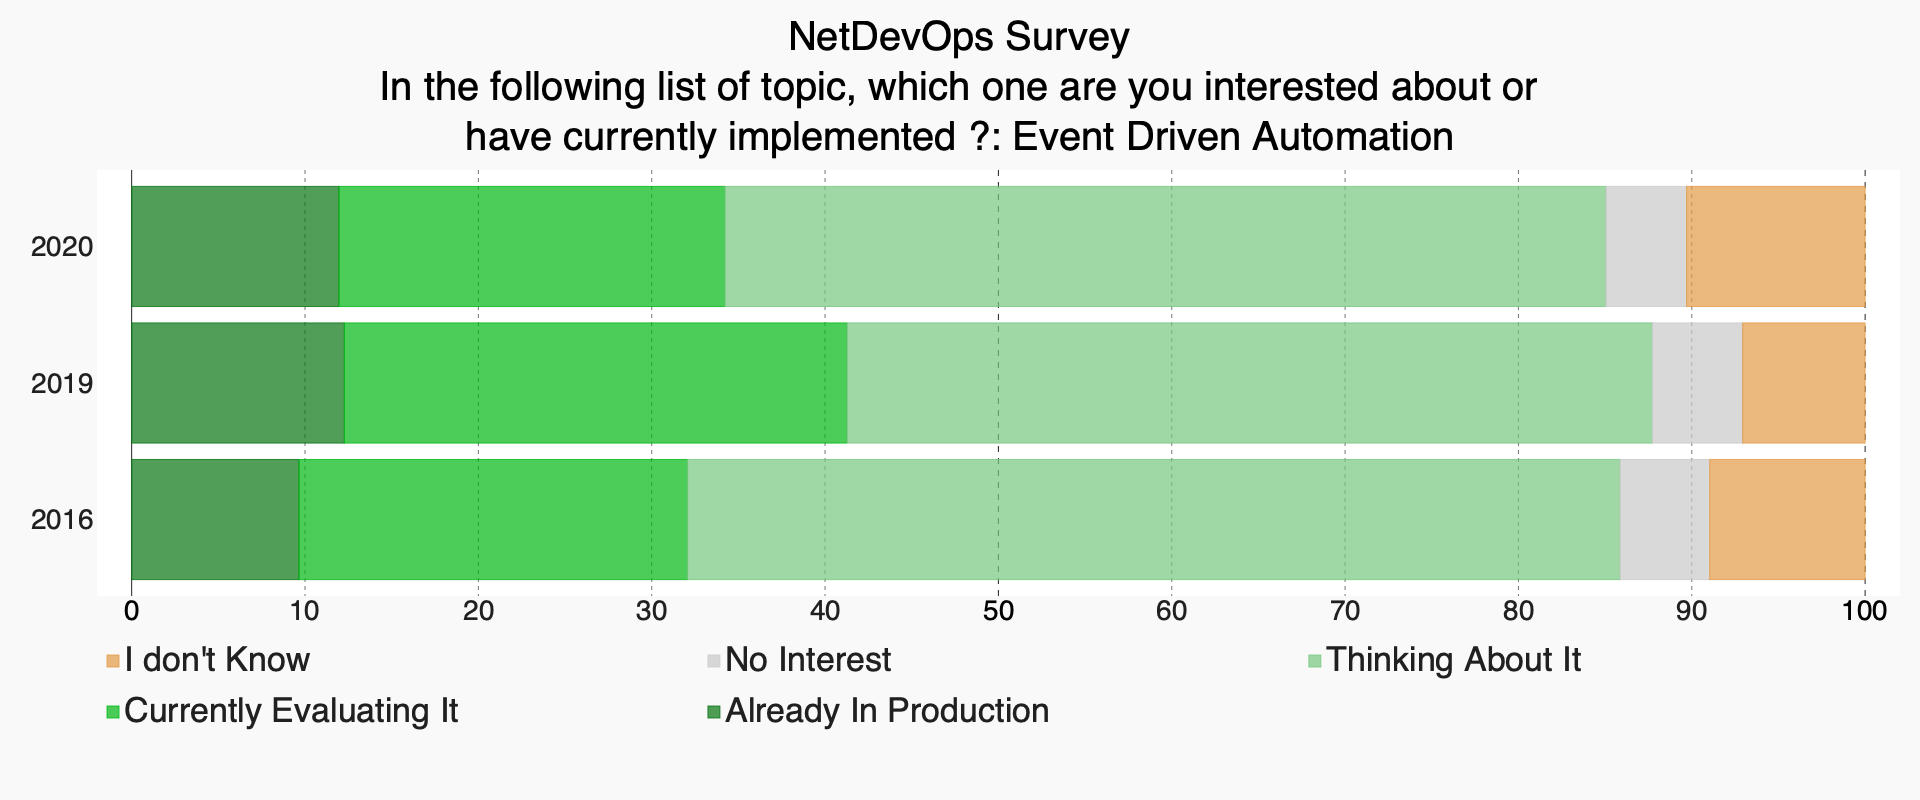 NetDevOps Survey
In the following list of topic, which one are you interested about or
have currently implemented ?: Event Driven Automation
2020
2019
2016
0 10 20 30 40 50 60 70 80 90 100
I don't Know No Interest Thinking About It
Currently Evaluating It Already In Production